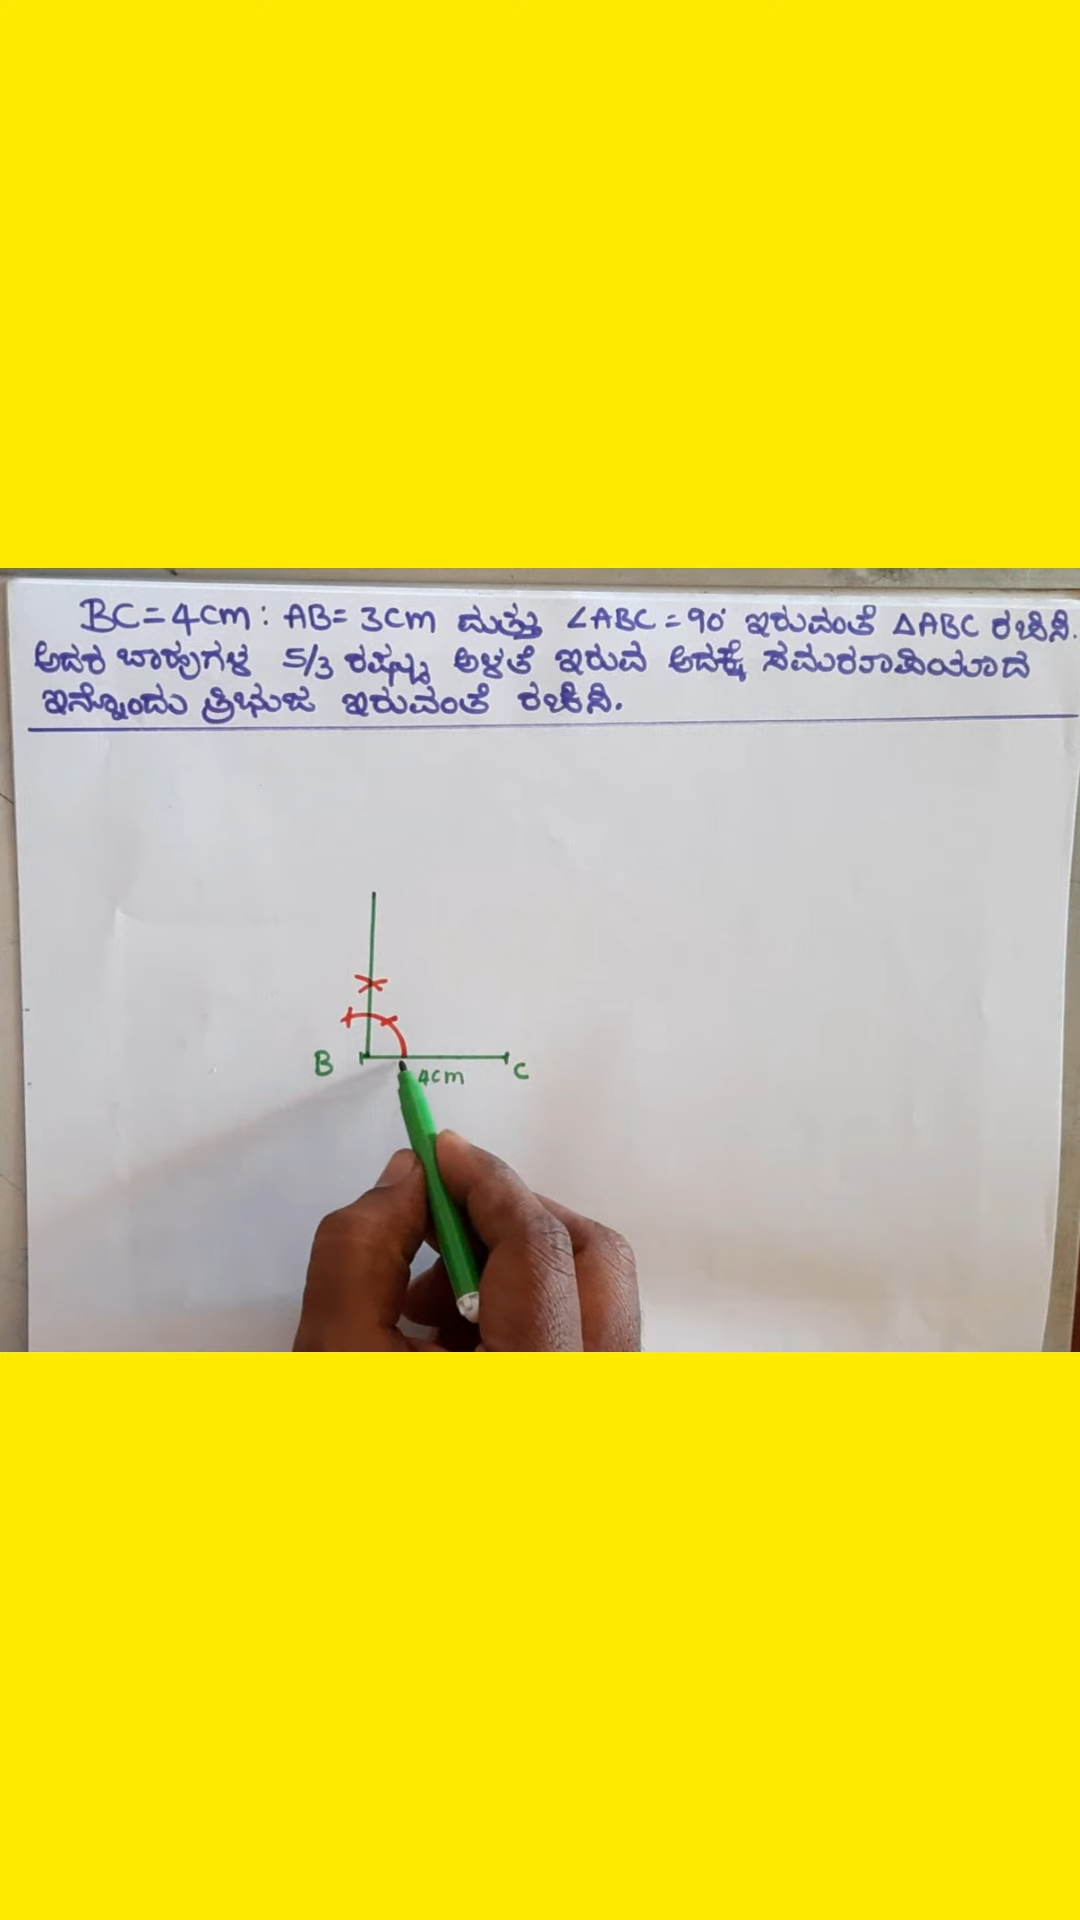 BC = 4cm : AB = 3cm ಮತ್ತು ∠ABC = 90° ಇರುವಂತೆ ΔABC ರಚಿಸಿ.
ಅದರ ಬಾಹುಗಳ 5/3 ರಷ್ಟು ಅಳತೆ ಇರುವ ಅದಕ್ಕೆ ಸಮರೂಪಿಯಾದ
ಇನ್ನೊಂದು ತ್ರಿಭುಜ ಇರುವಂತೆ ರಚಿಸಿ.
B
4cm
C